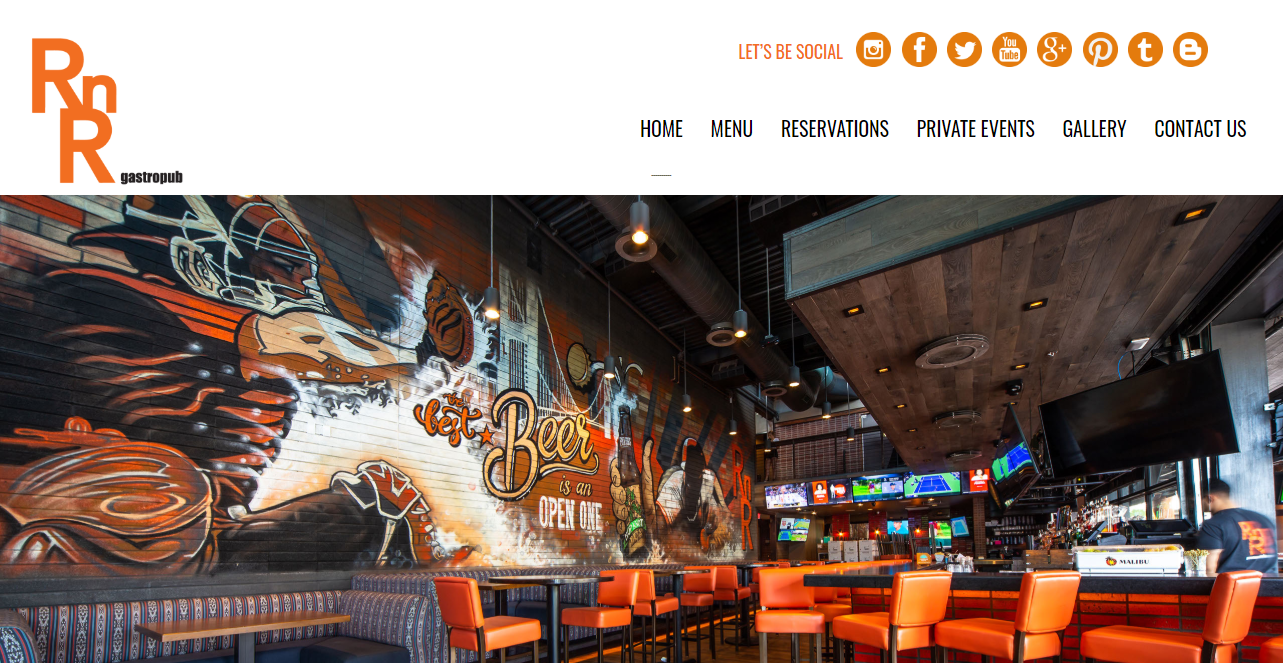 Rn
R
gastropub
LET'S BE SOCIAL
You
Tube
HOME
MENU
RESERVATIONS
PRIVATE EVENTS
GALLERY
CONTACT US
the
best
Beer
is an
OPEN ONE
RnR
RnR
MALIBU